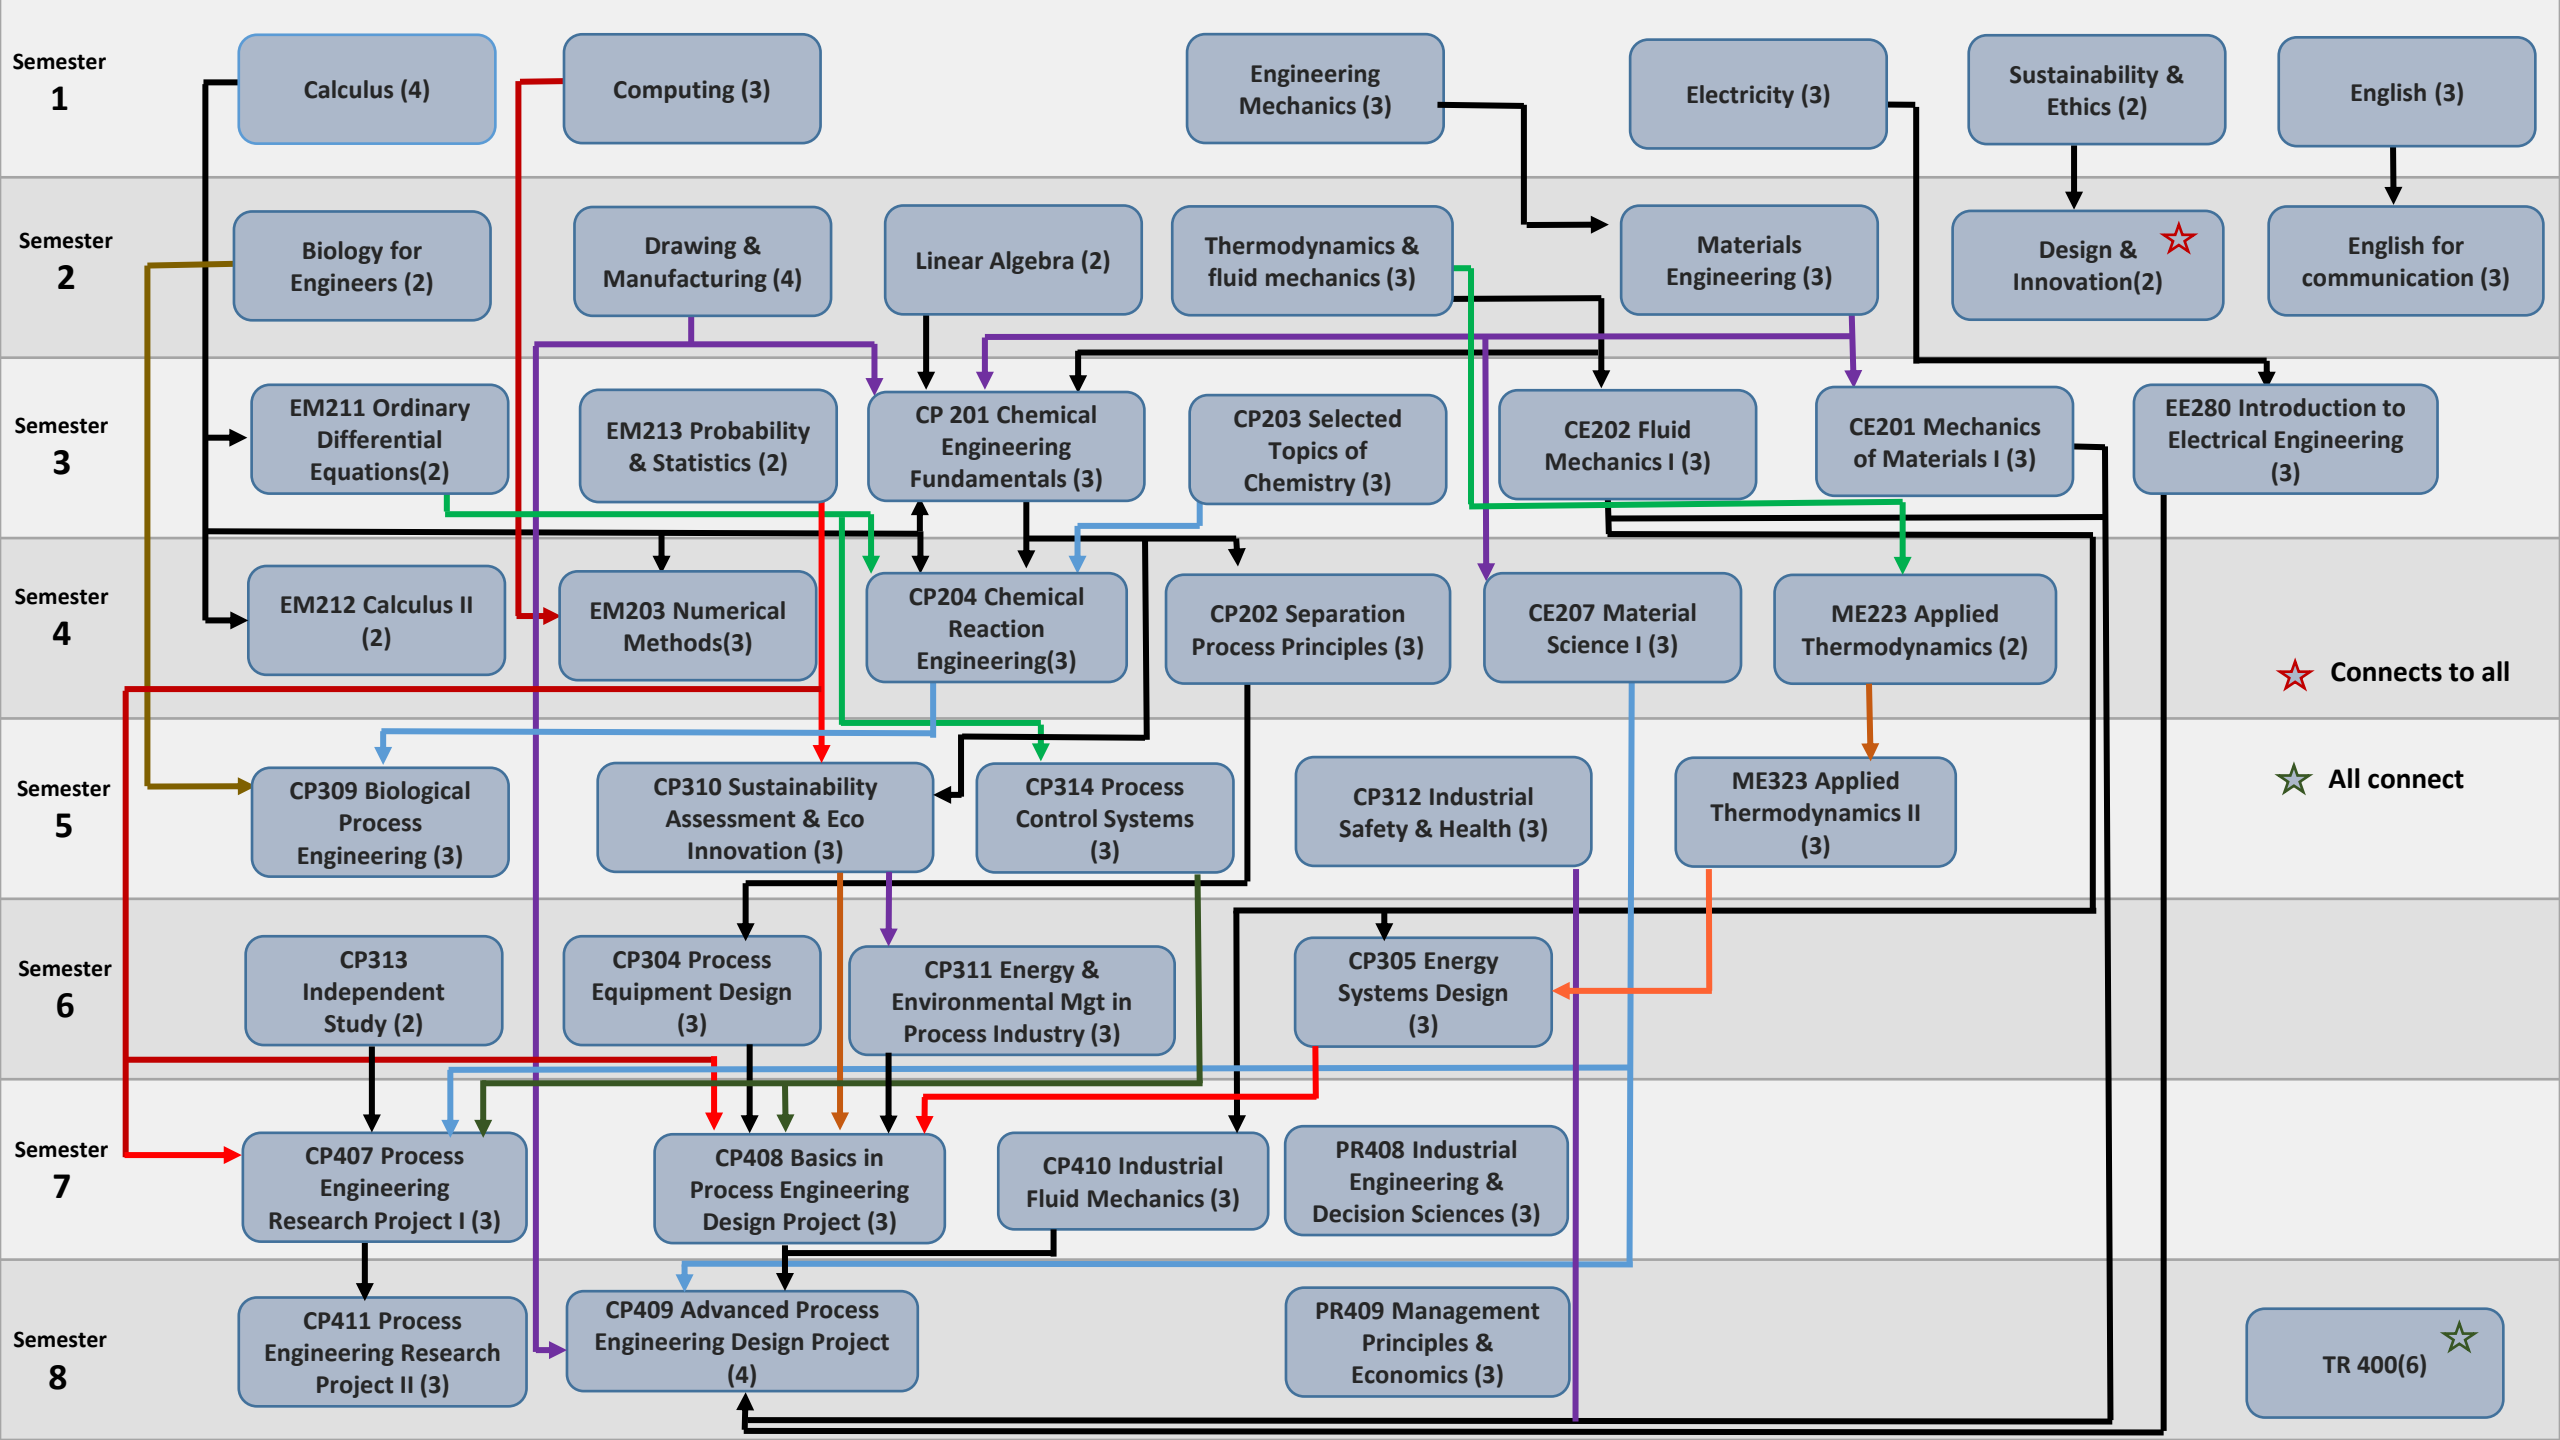 Semester
1
Calculus (4)
Computing (3)
Engineering
Mechanics (3)
Electricity (3)
Sustainability &
Ethics (2)
English (3)
Semester
2
Biology for
Engineers (2)
Drawing &
Manufacturing (4)
Linear Algebra (2)
Thermodynamics &
fluid mechanics (3)
Materials
Engineering (3)
Design &
Innovation(2)
English for
communication (3)
Semester
3
EM211 Ordinary
Differential
Equations(2)
EM213 Probability
& Statistics (2)
CP 201 Chemical
Engineering
Fundamentals (3)
CP203 Selected
Topics of
Chemistry (3)
CE202 Fluid
Mechanics I (3)
CE201 Mechanics
of Materials I (3)
EE280 Introduction to
Electrical Engineering
(3)
Semester
4
EM212 Calculus II
(2)
EM203 Numerical
Methods(3)
CP204 Chemical
Reaction
Engineering(3)
CP202 Separation
Process Principles (3)
CE207 Material
Science I (3)
ME223 Applied
Thermodynamics (2)
Connects to all
All connect
Semester
5
CP309 Biological
Process
Engineering (3)
CP310 Sustainability
Assessment & Eco
Innovation (3)
CP314 Process
Control Systems
(3)
CP312 Industrial
Safety & Health (3)
ME323 Applied
Thermodynamics II
(3)
Semester
6
CP313
Independent
Study (2)
CP304 Process
Equipment Design
(3)
CP311 Energy &
Environmental Mgt in
Process Industry (3)
CP305 Energy
Systems Design
(3)
Semester
7
CP407 Process
Engineering
Research Project I (3)
CP408 Basics in
Process Engineering
Design Project (3)
CP410 Industrial
Fluid Mechanics (3)
PR408 Industrial
Engineering &
Decision Sciences (3)
Semester
8
CP411 Process
Engineering Research
Project II (3)
CP409 Advanced Process
Engineering Design Project
(4)
PR409 Management
Principles &
Economics (3)
TR 400(6)